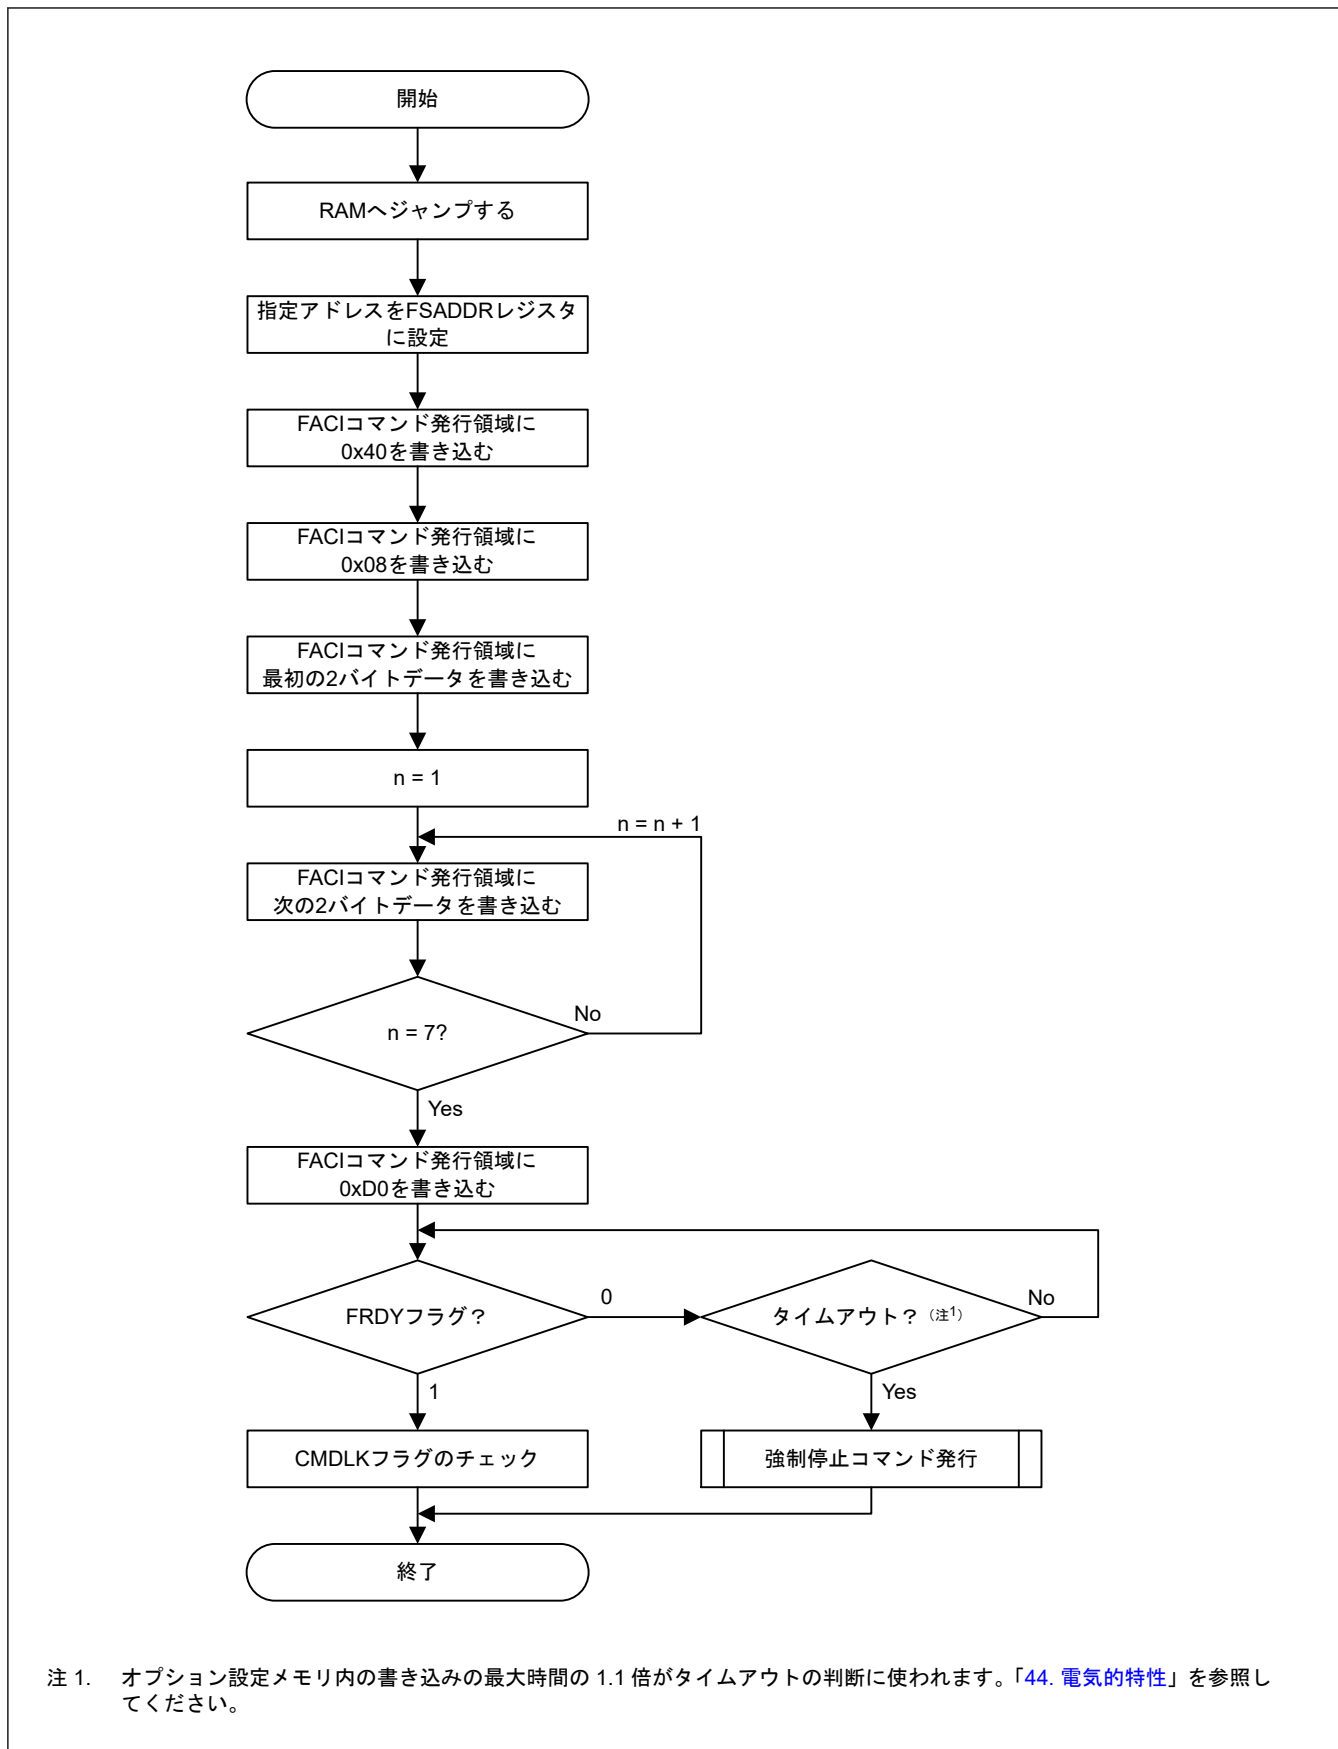 開始
RAMへジャンプする
指定アドレスをFSADDRレジスタ
に設定
FACIコマンド発行領域に
0x40を書き込む
FACIコマンド発行領域に
0x08を書き込む
FACIコマンド発行領域に
最初の2バイトデータを書き込む
n = 1
n = n + 1
FACIコマンド発行領域に
次の2バイトデータを書き込む
n = 7?
No
Yes
FACIコマンド発行領域に
0xD0を書き込む
FRDYフラグ？
0
タイムアウト？（注1）
No
1
Yes
CMDLKフラグのチェック
強制停止コマンド発行
終了
注 1. オプション設定メモリ内の書き込みの最大時間の 1.1 倍がタイムアウトの判断に使われます。「44. 電気的特性」を参照し
てください。